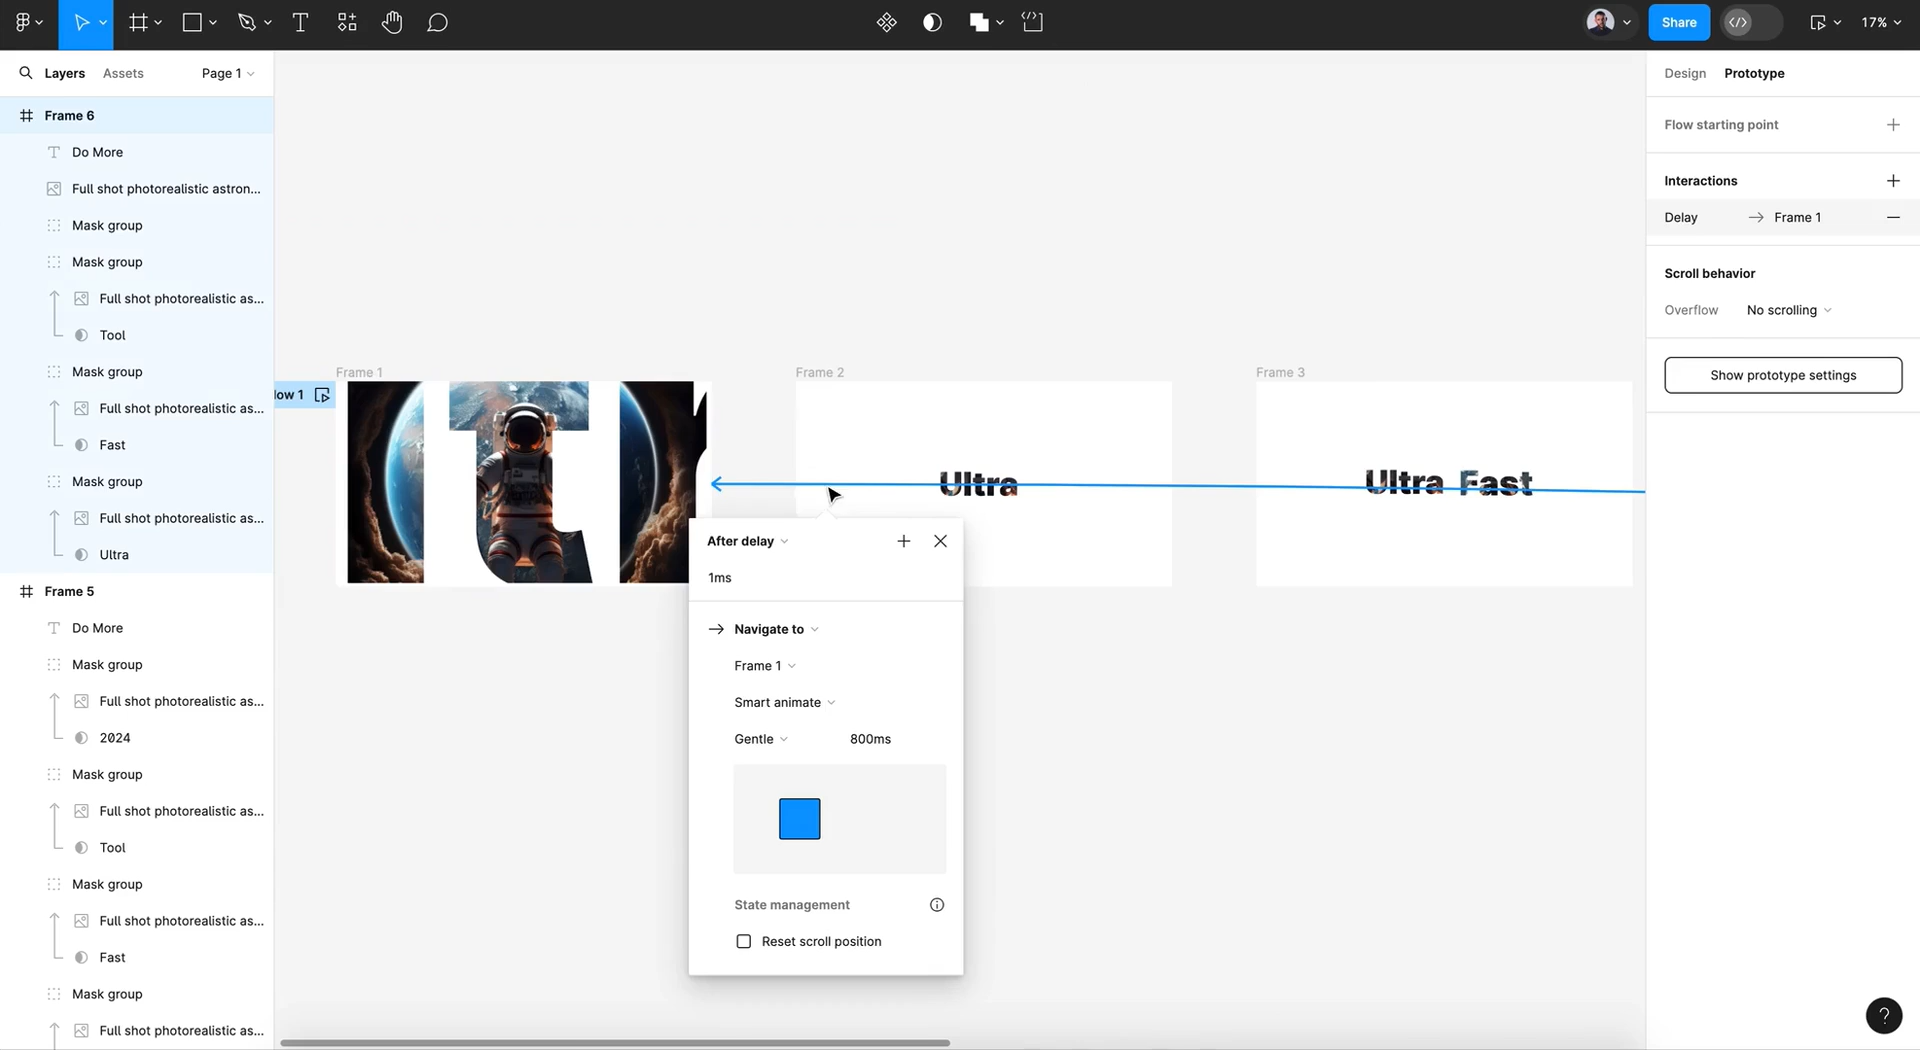 Share
17%
Layers
Assets
Page 1
Frame 6
Do More
Full shot photorealistic astron...
Mask group
Mask group
Full shot photorealistic as...
Tool
Mask group
Full shot photorealistic as...
Fast
Mask group
Full shot photorealistic as...
Ultra
Frame 5
Do More
Mask group
Full shot photorealistic as...
2024
Mask group
Full shot photorealistic as...
Tool
Mask group
Full shot photorealistic as...
Fast
Mask group
Full shot photorealistic as...
Frame 1
low 1
Frame 2
Ultra
Frame 3
Ultra Fast
After delay
1ms
Navigate to
Frame 1
Smart animate
Gentle
800ms
State management
Reset scroll position
Design
Prototype
Flow starting point
Interactions
Delay
Frame 1
Scroll behavior
Overflow
No scrolling
Show prototype settings
?